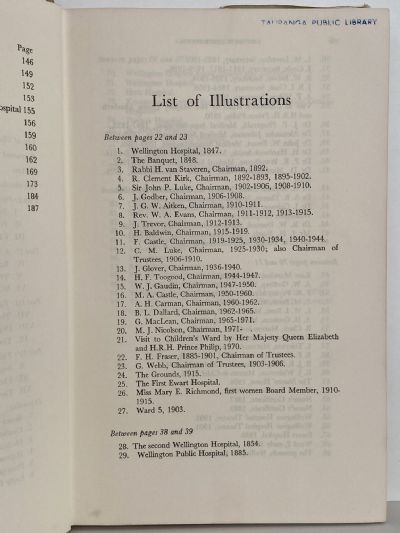 Page
146
149
152
153
ospital 155
156
159
160
162
169
173
184
187
TAURANGA PUBLIC LIBRARY
List of Illustrations
Between pages 22 and 23
1. Wellington Hospital, 1847.
2. The Banquet, 1848.
3. Rabbi H. van Staveren, Chairman, 1892.
4. R. Clement Kirk, Chairman, 1892-1893, 1895-1902.
5. Sir John P. Luke, Chairman, 1902-1906, 1908-1910.
6. J. Godber, Chairman, 1906-1908.
7. J. G. W. Aitken, Chairman, 1910-1911.
8. Rev. W. A. Evans, Chairman, 1911-1912, 1913-1915.
9. J. Trevor, Chairman, 1912-1913.
10. H. Baldwin, Chairman, 1915-1919.
11. F. Castle, Chairman, 1919-1925, 1930-1934, 1940-1944.
12. C. M. Luke, Chairman, 1925-1930; also Chairman of
Trustees, 1906-1910.
13. J. Glover, Chairman, 1936-1940.
14. H. F. Toogood, Chairman, 1944-1947.
15. W. J. Gaudin, Chairman, 1947-1950.
16. M. A. Castle, Chairman, 1950-1960.
17. A. H. Carman, Chairman, 1960-1962.
18. B. L. Dallard, Chairman, 1962-1965.
19. G. MacLean, Chairman, 1965-1971.
20. M. J. Nicolson, Chairman, 1971- .
21. Visit to Children's Ward by Her Majesty Queen Elizabeth
and H.R.H. Prince Philip, 1970.
22. F. H. Fraser, 1885-1901, Chairman of Trustees.
23. G. Webb, Chairman of Trustees, 1903-1906.
24. The Grounds, 1915.
25. The First Ewart Hospital.
26. Miss Mary E. Richmond, first women Board Member, 1910-
1915.
27. Ward 5, 1903.
Between pages 38 and 39
28. The second Wellington Hospital, 1854.
29. Wellington Public Hospital, 1885.